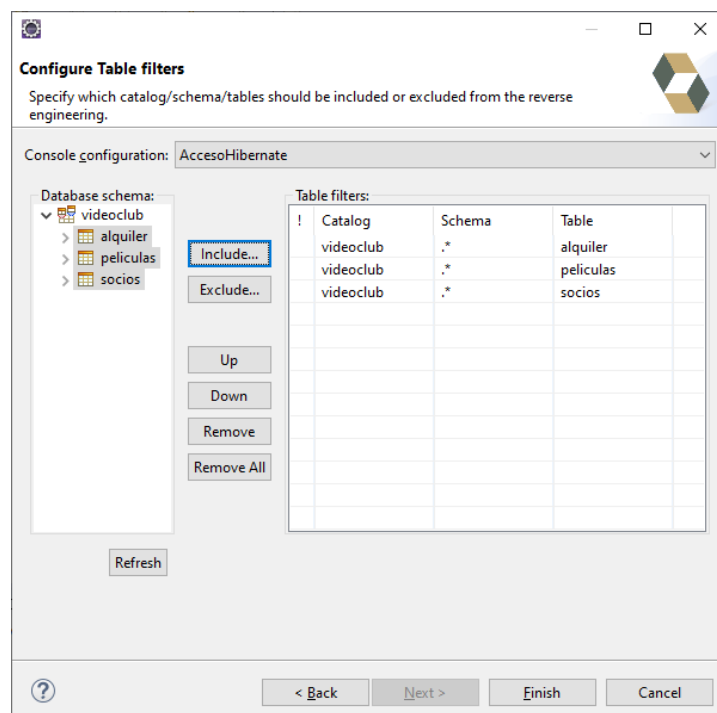 Configure Table filters
Specify which catalog/schema/tables should be included or excluded from the reverse
engineering.
Console configuration: AccesoHibernate
Database schema:
videoclub
alquiler
peliculas
socios
Include...
Exclude...
Up
Down
Remove
Remove All
Refresh
Table filters:
! Catalog Schema Table
videoclub .* alquiler
videoclub .* peliculas
videoclub .* socios
? < Back Next > Finish Cancel